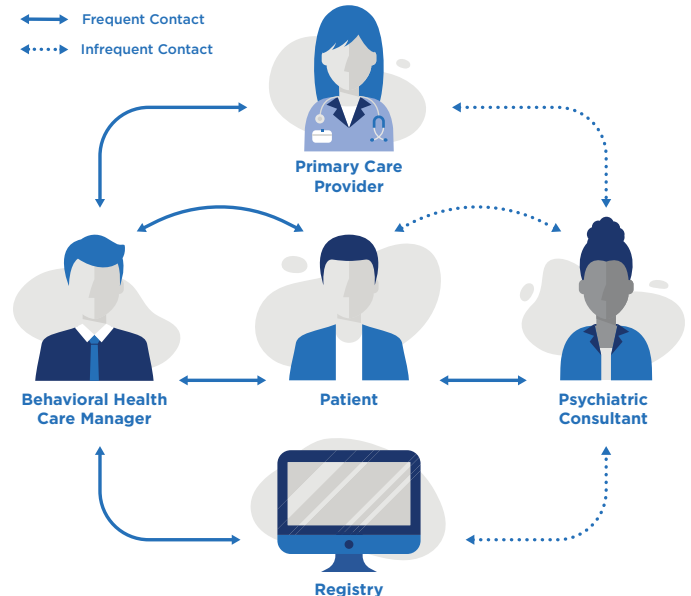 Frequent Contact
Infrequent Contact
Primary Care
Provider
Behavioral Health
Care Manager
Patient
Psychiatric
Consultant
Registry